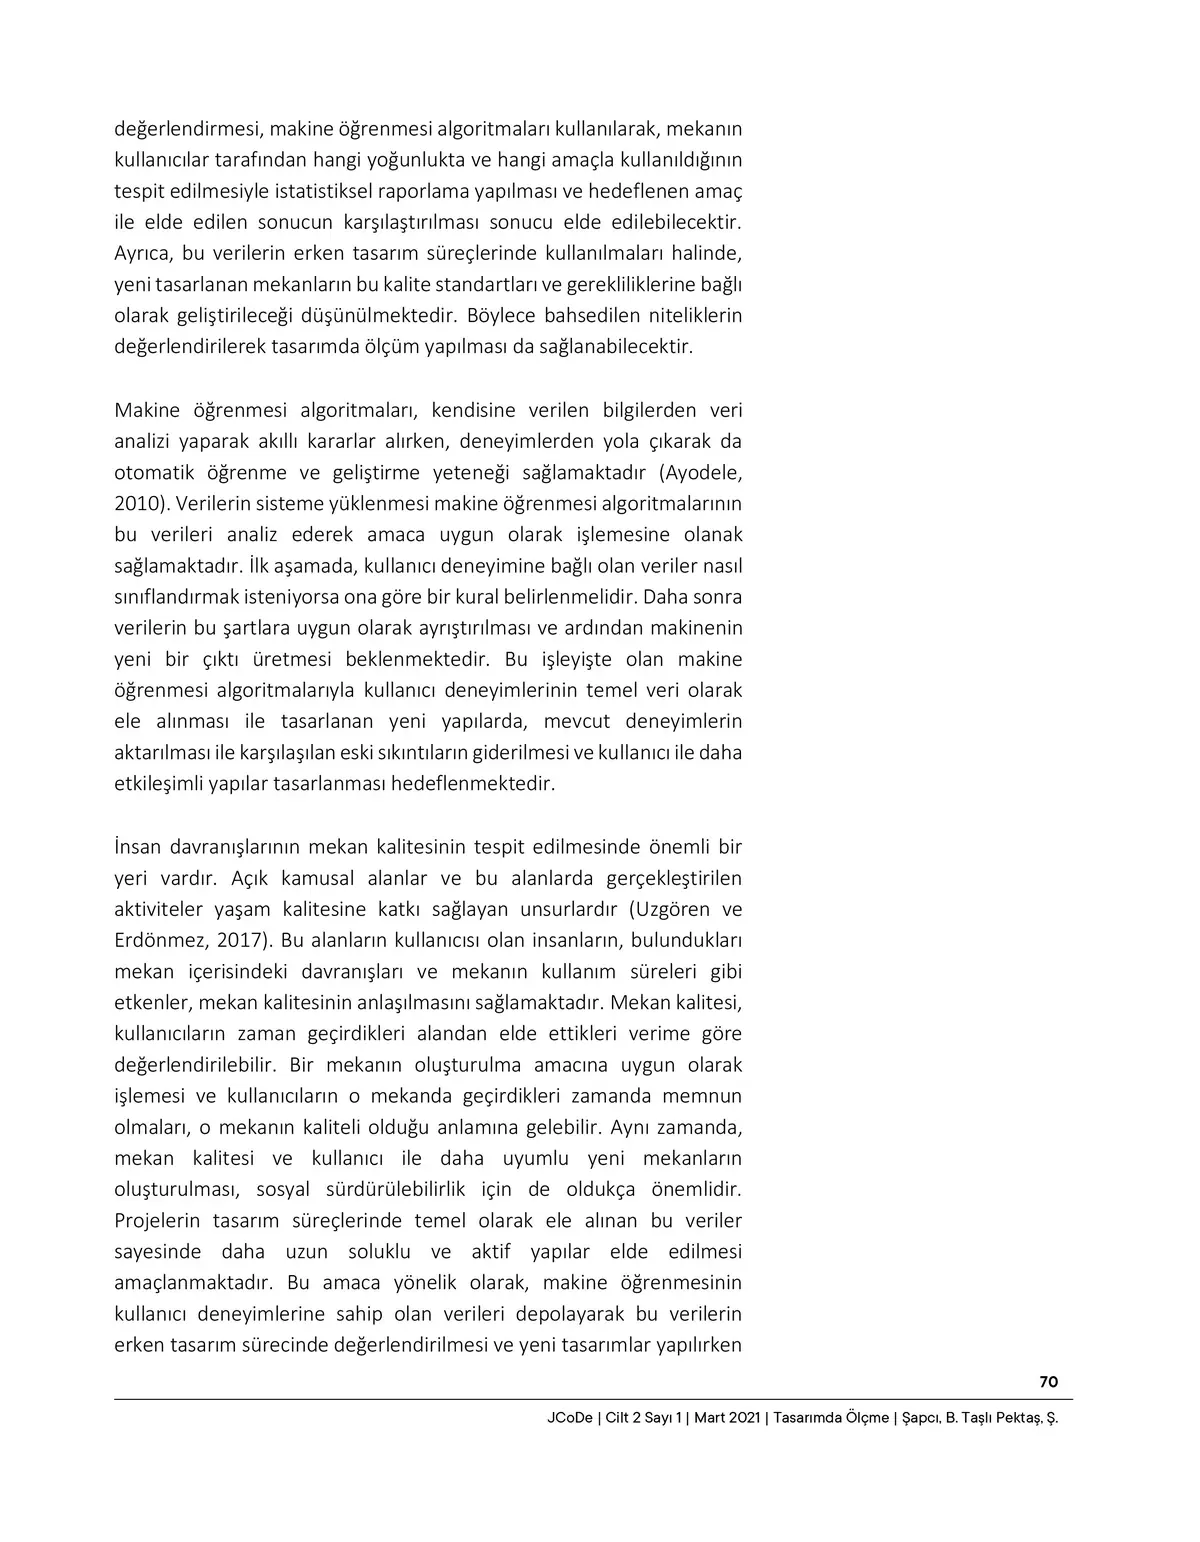 değerlendirmesi, makine öğrenmesi algoritmaları kullanılarak, mekanın
kullanıcılar tarafından hangi yoğunlukta ve hangi amaçla kullanıldığının
tespit edilmesiyle istatistiksel raporlama yapılması ve hedeflenen amaç
ile elde edilen sonucun karşılaştırılması sonucu elde edilebilecektir.
Ayrıca, bu verilerin erken tasarım süreçlerinde kullanılmaları halinde,
yeni tasarlanan mekanların bu kalite standartları ve gerekliliklerine bağlı
olarak geliştirileceği düşünülmektedir. Böylece bahsedilen niteliklerin
değerlendirilerek tasarımda ölçüm yapılması da sağlanabilecektir.
Makine öğrenmesi algoritmaları, kendisine verilen bilgilerden veri
analizi yaparak akıllı kararlar alırken, deneyimlerden yola çıkarak da
otomatik öğrenme ve geliştirme yeteneği sağlamaktadır (Ayodele,
2010). Verilerin sisteme yüklenmesi makine öğrenmesi algoritmalarının
bu verileri analiz ederek amaca uygun olarak işlemesine olanak
sağlamaktadır. İlk aşamada, kullanıcı deneyimine bağlı olan veriler nasıl
sınıflandırmak isteniyorsa ona göre bir kural belirlenmelidir. Daha sonra
verilerin bu şartlara uygun olarak ayrıştırılması ve ardından makinenin
yeni bir çıktı üretmesi beklenmektedir. Bu işleyişte olan makine
öğrenmesi algoritmalarıyla kullanıcı deneyimlerinin temel veri olarak
ele alınması ile tasarlanan yeni yapılarda, mevcut deneyimlerin
aktarılması ile karşılaşılan eski sıkıntıların giderilmesi ve kullanıcı ile daha
etkileşimli yapılar tasarlanması hedeflenmektedir.
İnsan davranışlarının mekan kalitesinin tespit edilmesinde önemli bir
yeri vardır. Açık kamusal alanlar ve bu alanlarda gerçekleştirilen
aktiviteler yaşam kalitesine katkı sağlayan unsurlardır (Uzgören ve
Erdönmez, 2017). Bu alanların kullanıcısı olan insanların, bulundukları
mekan içerisindeki davranışları ve mekanın kullanım süreleri gibi
etkenler, mekan kalitesinin anlaşılmasını sağlamaktadır. Mekan kalitesi,
kullanıcıların zaman geçirdikleri alandan elde ettikleri verime göre
değerlendirilebilir. Bir mekanın oluşturulma amacına uygun olarak
işlemesi ve kullanıcıların o mekanda geçirdikleri zamanda memnun
olmaları, o mekanın kaliteli olduğu anlamına gelebilir. Aynı zamanda,
mekan kalitesi ve kullanıcı ile daha uyumlu yeni mekanların
oluşturulması, sosyal sürdürülebilirlik için de oldukça önemlidir.
Projelerin tasarım süreçlerinde temel olarak ele alınan bu veriler
sayesinde daha uzun soluklu ve aktif yapılar elde edilmesi
amaçlanmaktadır. Bu amaca yönelik olarak, makine öğrenmesinin
kullanıcı deneyimlerine sahip olan verileri depolayarak bu verilerin
erken tasarım sürecinde değerlendirilmesi ve yeni tasarımlar yapılırken
70
JCoDe | Cilt 2 Sayı 1 | Mart 2021 | Tasarımda Ölçme | Şapcı, B. Taşlı Pektaş, Ş.